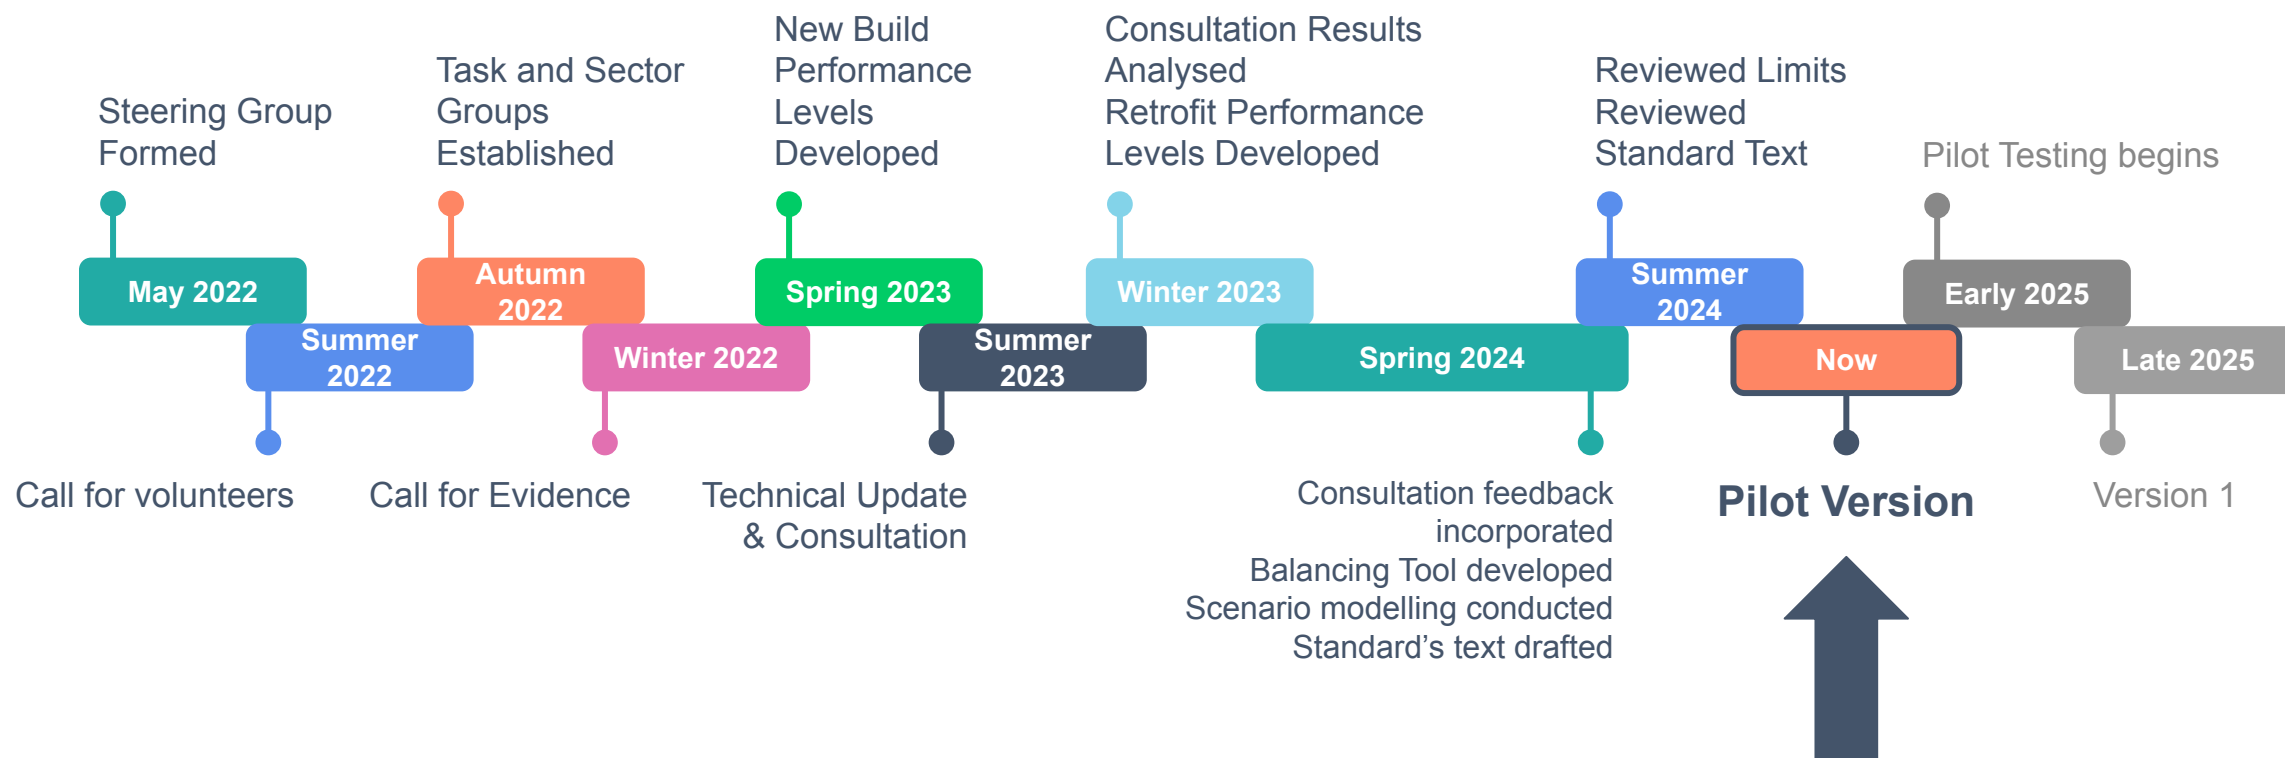 Steering Group
Formed
May 2022
Summer
2022
Call for volunteers
Task and Sector
Groups
Established
Autumn
2022
Winter 2022
Call for Evidence
New Build
Performance
Levels
Developed
Spring 2023
Summer
2023
Technical Update
& Consultation
Consultation Results
Analysed
Retrofit Performance
Levels Developed
Winter 2023
Spring 2024
Consultation feedback
incorporated
Balancing Tool developed
Scenario modelling conducted
Standard’s text drafted
Reviewed Limits
Reviewed
Standard Text
Summer
2024
Now
Pilot Version
Pilot Testing begins
Early 2025
Late 2025
Version 1